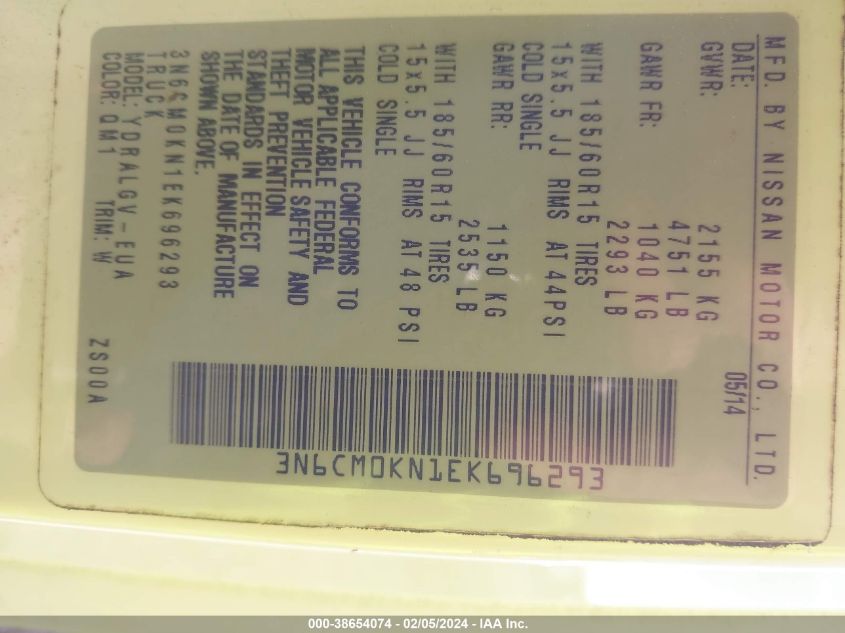 MFD. BY NISSAN MOTOR CO., LTD.
DATE: 05/14
GVWR: 2155 KG
4751 LB
GAWR FR: 1040 KG
2293 LB
WITH 185/60R15 TIRES
15x5.5 JJ RIMS AT 44PSI
COLD SINGLE
GAWR RR: 1150 KG
2535 LB
WITH 185/60R15 TIRES
15x5.5 JJ RIMS AT 48 PSI
COLD SINGLE
THIS VEHICLE CONFORMS TO
ALL APPLICABLE FEDERAL
MOTOR VEHICLE SAFETY AND
THEFT PREVENTION
STANDARDS IN EFFECT ON
THE DATE OF MANUFACTURE
SHOWN ABOVE.
3N6CM0KN1EK696293
TRUCK
MODEL: YDRALGV-EUA
COLOR: QM1 TRIM: W ZS00A
3N6CM0KN1EK696293
000-38654074 - 02/05/2024 - IAA Inc.